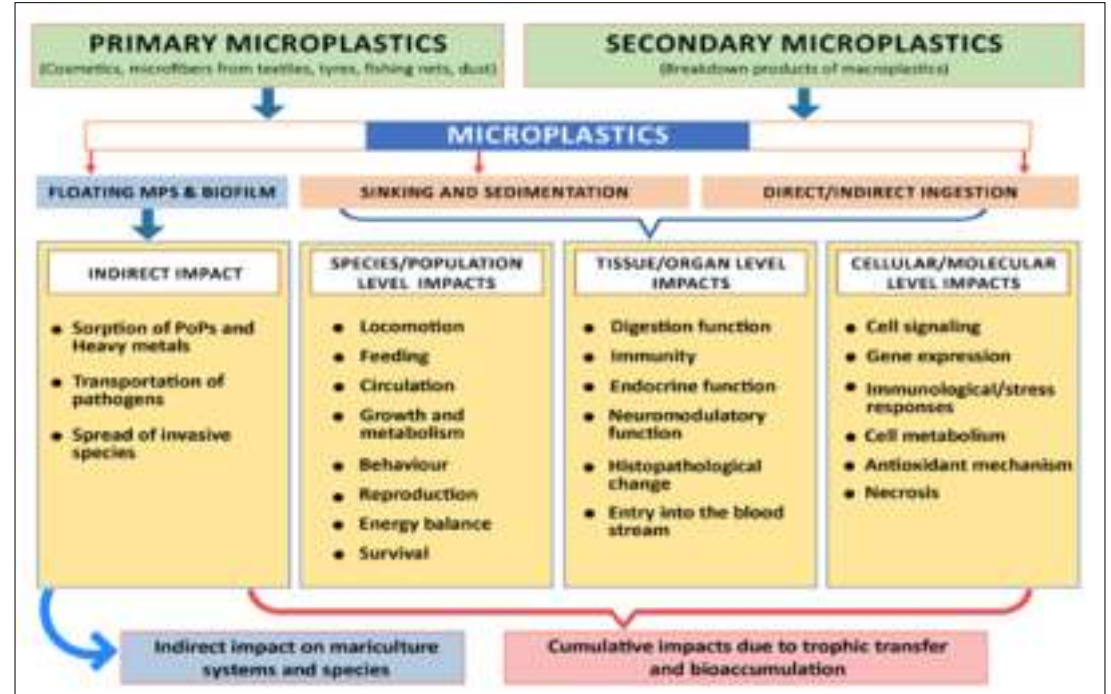 PRIMARY MICROPLASTICS
(Cosmetics, microfibers from textiles, tyres, fishing nets, dust)
SECONDARY MICROPLASTICS
(Breakdown products of macroplastics)
MICROPLASTICS
FLOATING MPS & BIOFILM
SINKING AND SEDIMENTATION
DIRECT/INDIRECT INGESTION
INDIRECT IMPACT
• Sorption of PoPs and
Heavy metals
• Transportation of
pathogens
• Spread of invasive
species
SPECIES/POPULATION
LEVEL IMPACTS
• Locomotion
• Feeding
• Circulation
• Growth and
metabolism
• Behaviour
• Reproduction
• Energy balance
• Survival
TISSUE/ORGAN LEVEL
IMPACTS
• Digestion function
• Immunity
• Endocrine function
• Neuromodulatory
function
• Histopathological
change
• Entry into the blood
stream
CELLULAR/MOLECULAR
LEVEL IMPACTS
• Cell signaling
• Gene expression
• Immunological/stress
responses
• Cell metabolism
• Antioxidant mechanism
• Necrosis
Indirect impact on mariculture
systems and species
Cumulative impacts due to trophic transfer
and bioaccumulation